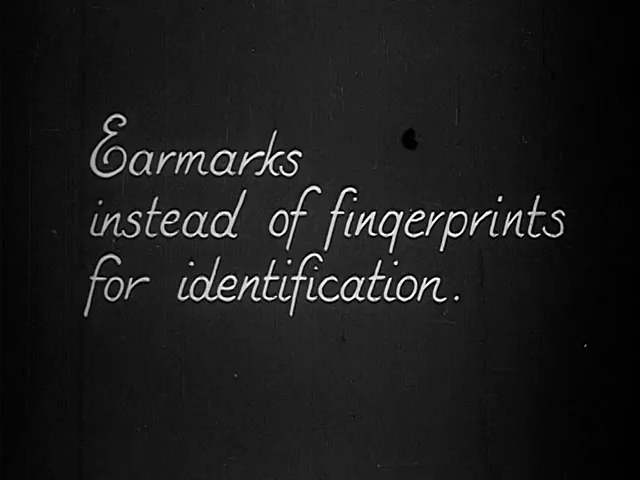 Earmarks
instead of fingerprints
for identification.